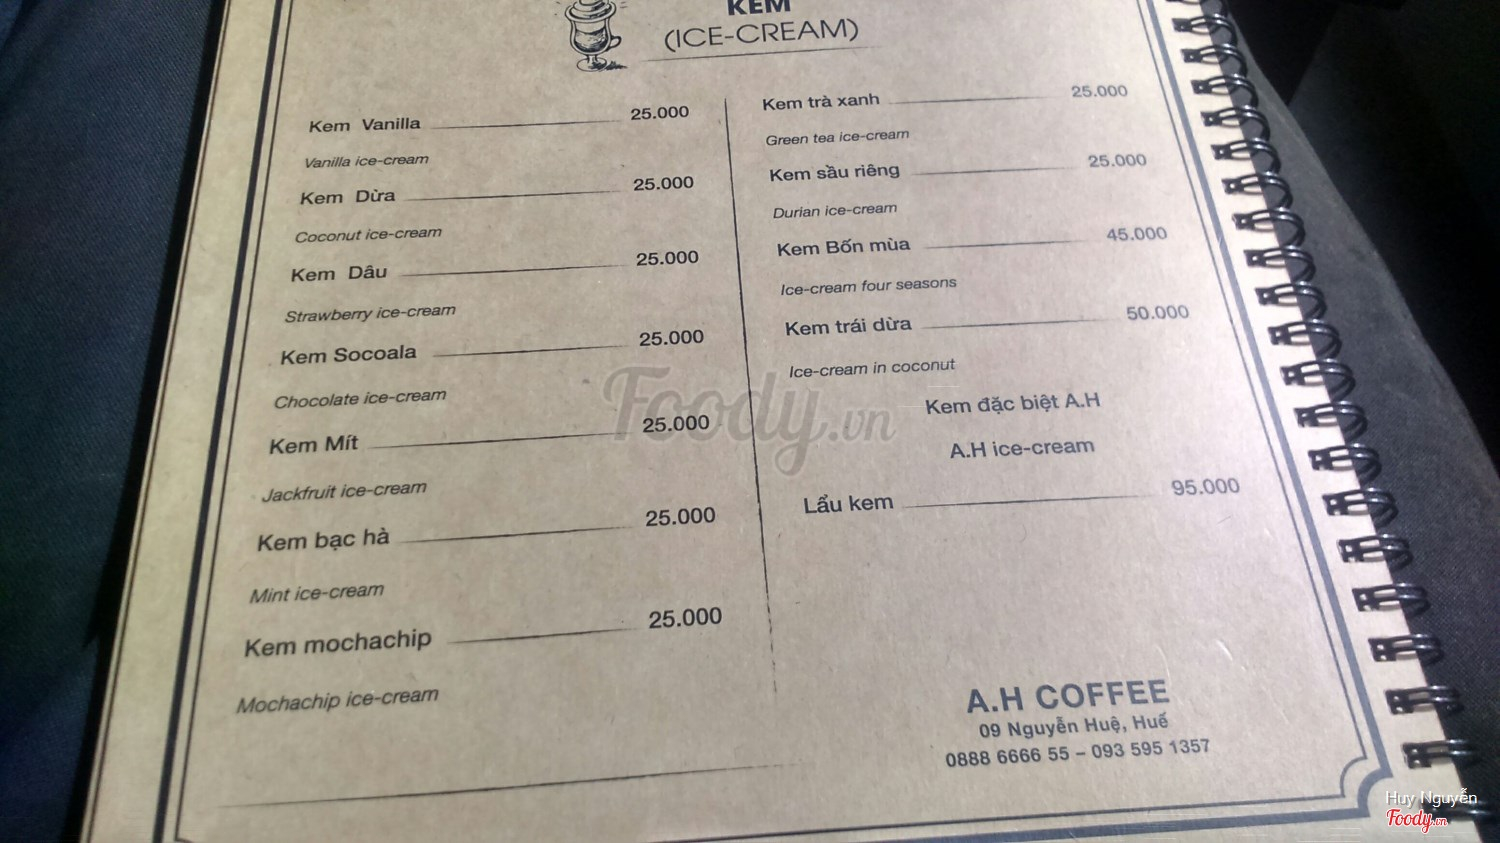 KEM
(ICE-CREAM)
Kem Vanilla 25.000
Vanilla ice-cream
Kem Dừa 25.000
Coconut ice-cream
Kem Dâu 25.000
Strawberry ice-cream
Kem Socoala 25.000
Chocolate ice-cream
Kem Mít 25.000
Jackfruit ice-cream
Kem bạc hà 25.000
Mint ice-cream
Kem mochachip 25.000
Mochachip ice-cream
Kem trà xanh 25.000
Green tea ice-cream
Kem sầu riêng 25.000
Durian ice-cream
Kem Bốn mùa 45.000
Ice-cream four seasons
Kem trái dừa 50.000
Ice-cream in coconut
Kem đặc biệt A.H
A.H ice-cream
Lẩu kem 95.000
A.H COFFEE
09 Nguyễn Huệ, Huế
0888 6666 55 – 093 595 1357
Foody.vn
Huy Nguyễn
Foody.vn